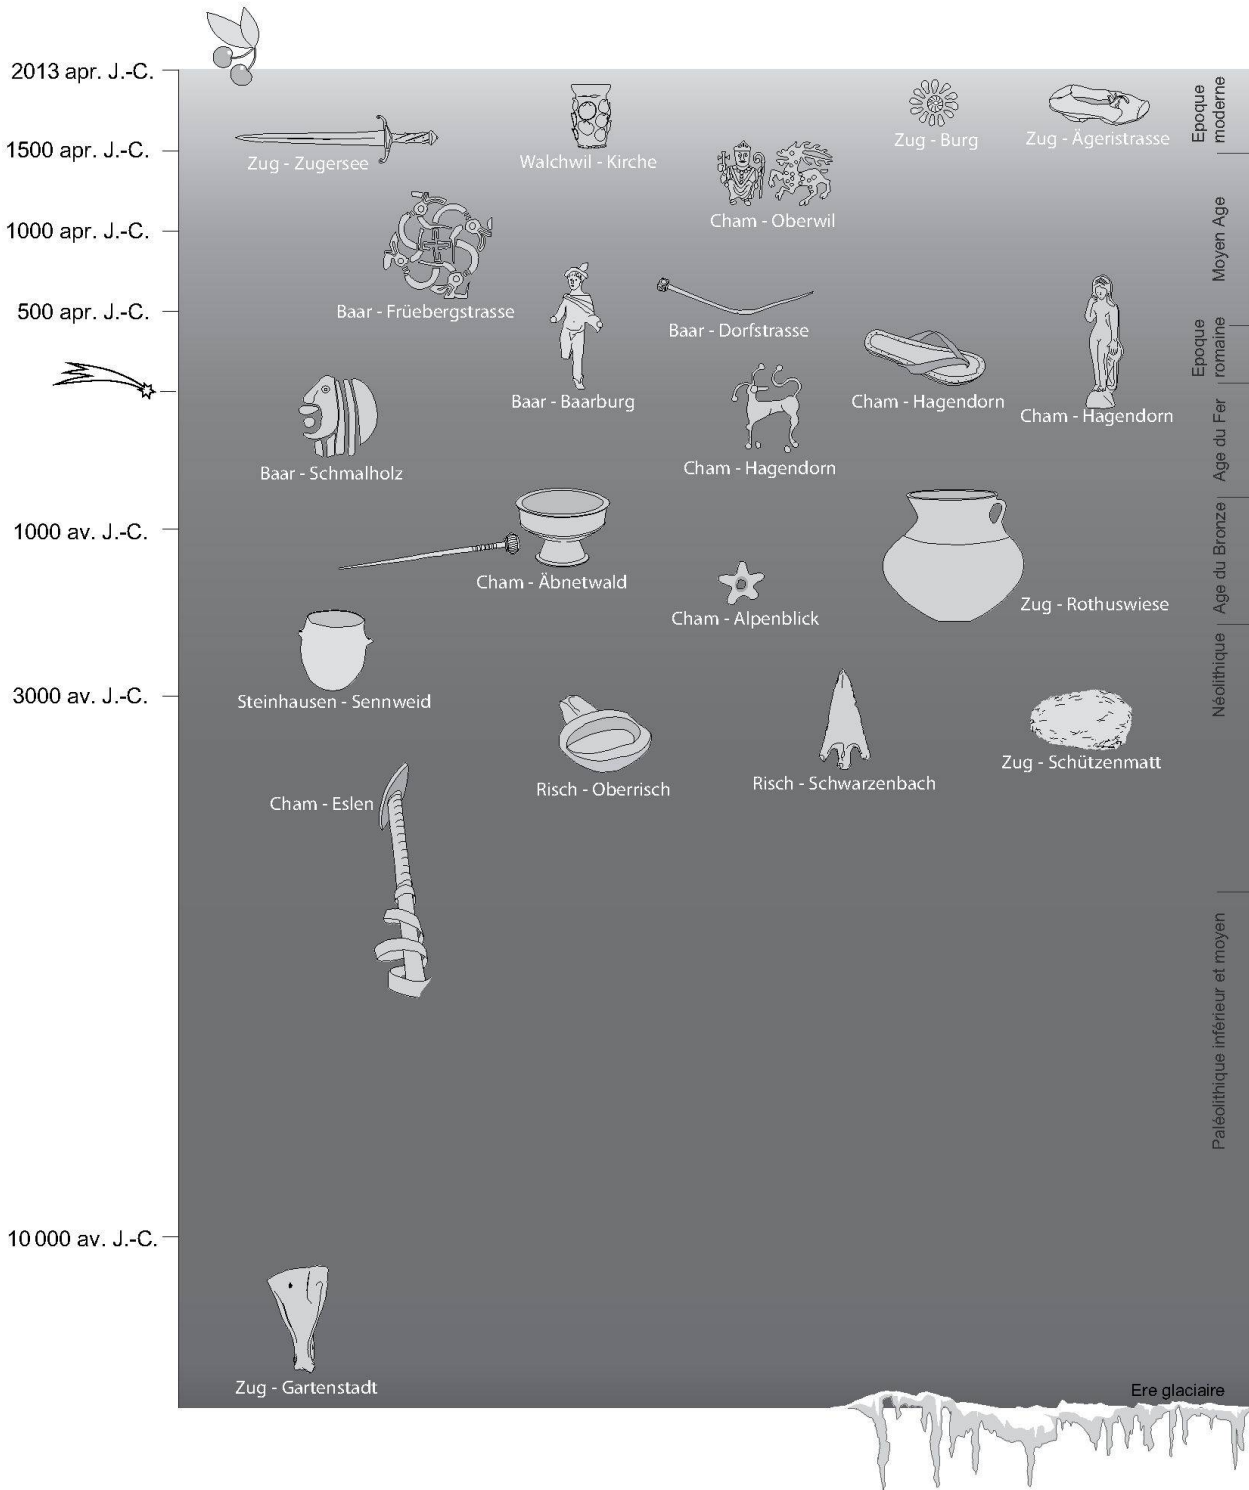 2013 apr. J.-C.
Epoque
moderne
Zug - Burg
Zug - Ägeristrasse
1500 apr. J.-C.
Zug - Zugersee
Walchwil - Kirche
Cham - Oberwil
1000 apr. J.-C.
Moyen Age
500 apr. J.-C.
Baar - Früebergstrasse
Baar - Dorfstrasse
Epoque
romaine
Baar - Baarburg
Cham - Hagendorn
Cham - Hagendorn
Age du Fer
Baar - Schmalholz
Cham - Hagendorn
1000 av. J.-C.
Age du Bronze
Cham - Äbnetwald
Cham - Alpenblick
Zug - Rothuswiese
Néolithique
3000 av. J.-C.
Steinhausen - Sennweid
Zug - Schützenmatt
Risch - Oberrisch
Risch - Schwarzenbach
Cham - Eslen
Paléolithique inférieur et moyen
10 000 av. J.-C.
Zug - Gartenstadt
Ere glaciaire